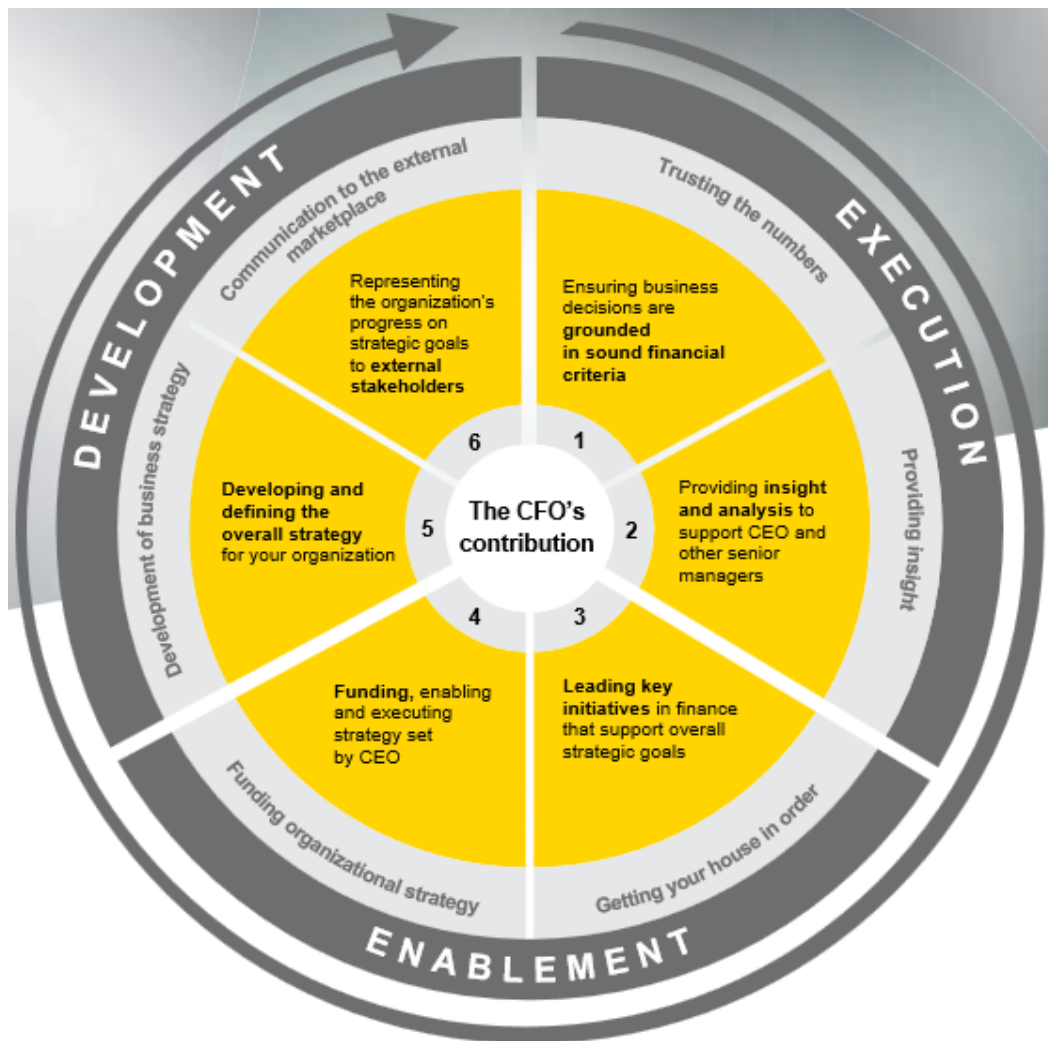 DEVELOPMENT
EXECUTION
ENABLEMENT
Communication to the external
marketplace
Trusting the numbers
Providing insight
Getting your house in order
Funding organizational strategy
Development of business strategy
The CFO's
contribution
1
Ensuring business
decisions are
grounded
in sound financial
criteria
2
Providing insight
and analysis to
support CEO and
other senior
managers
3
Leading key
initiatives in finance
that support overall
strategic goals
4
Funding, enabling
and executing
strategy set
by CEO
5
Developing and
defining the
overall strategy
for your organization
6
Representing
the organization's
progress on
strategic goals
to external
stakeholders